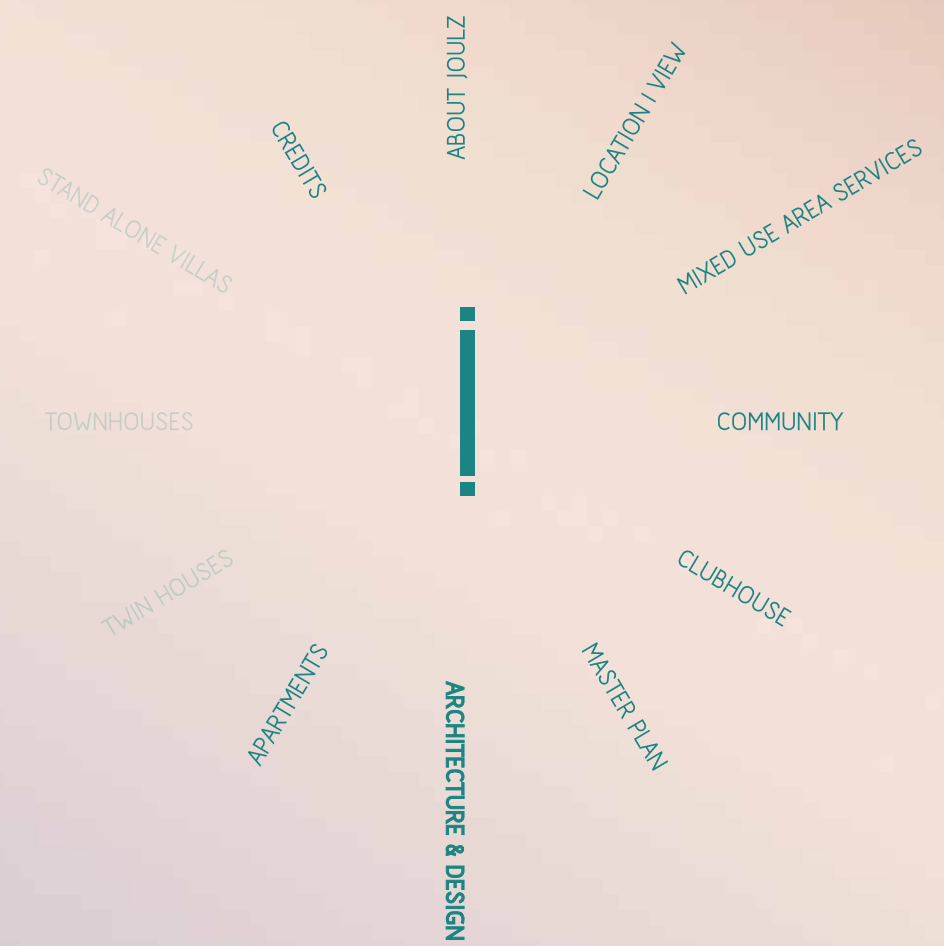 ABOUT JOULZ
LOCATION I VIEW
MIXED USE AREA SERVICES
COMMUNITY
CLUBHOUSE
MASTER PLAN
ARCHITECTURE & DESIGN
APARTMENTS
TWIN HOUSES
TOWNHOUSES
STAND ALONE VILLAS
CREDITS